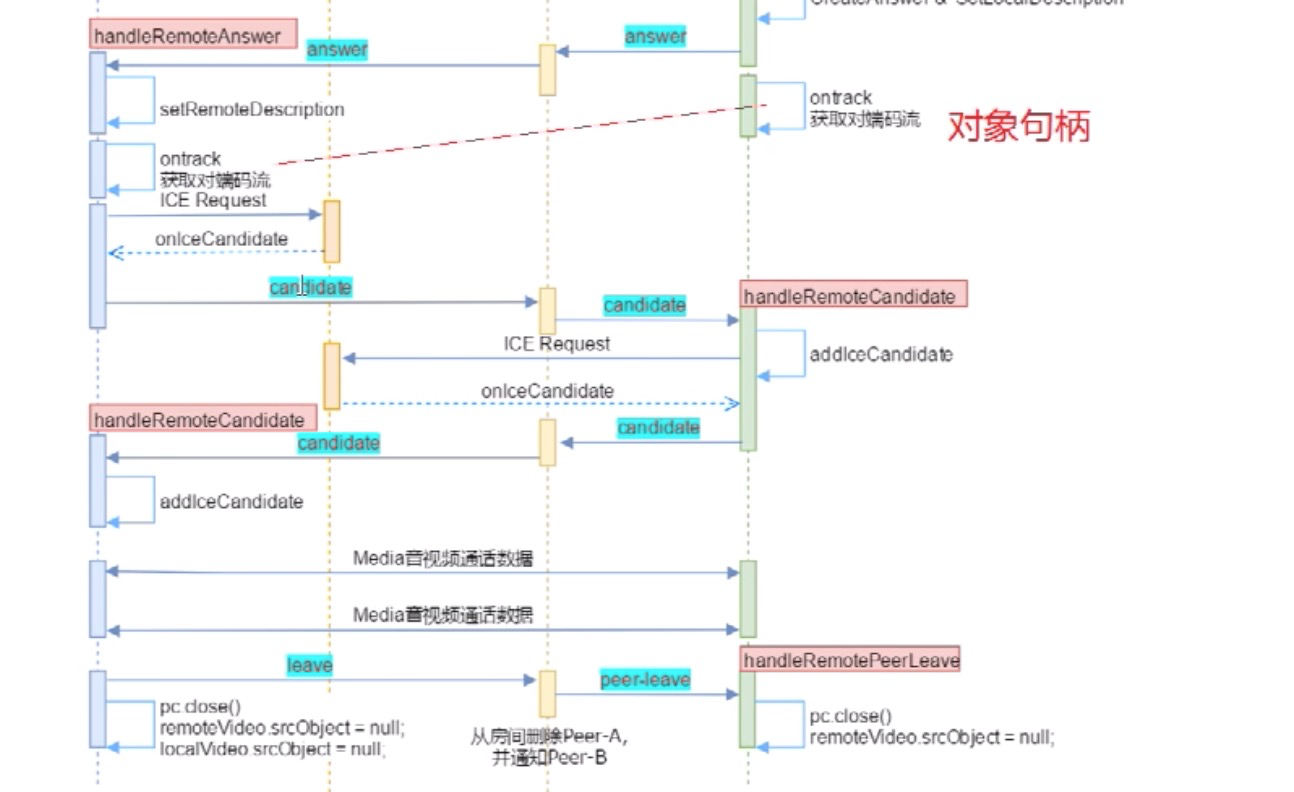 CreateAnswer & SetLocalDescription
handleRemoteAnswer
answer
answer
setRemoteDescription
ontrack
获取对端码流
对象句柄
ontrack
获取对端码流
ICE Request
onIceCandidate
candidate
handleRemoteCandidate
candidate
ICE Request
addIceCandidate
onIceCandidate
handleRemoteCandidate
candidate
candidate
addIceCandidate
Media音视频通话数据
Media音视频通话数据
handleRemotePeerLeave
leave
peer-leave
pc.close()
remoteVideo.srcObject = null;
localVideo.srcObject = null;
从房间删除Peer-A，
并通知Peer-B
pc.close()
remoteVideo.srcObject = null;